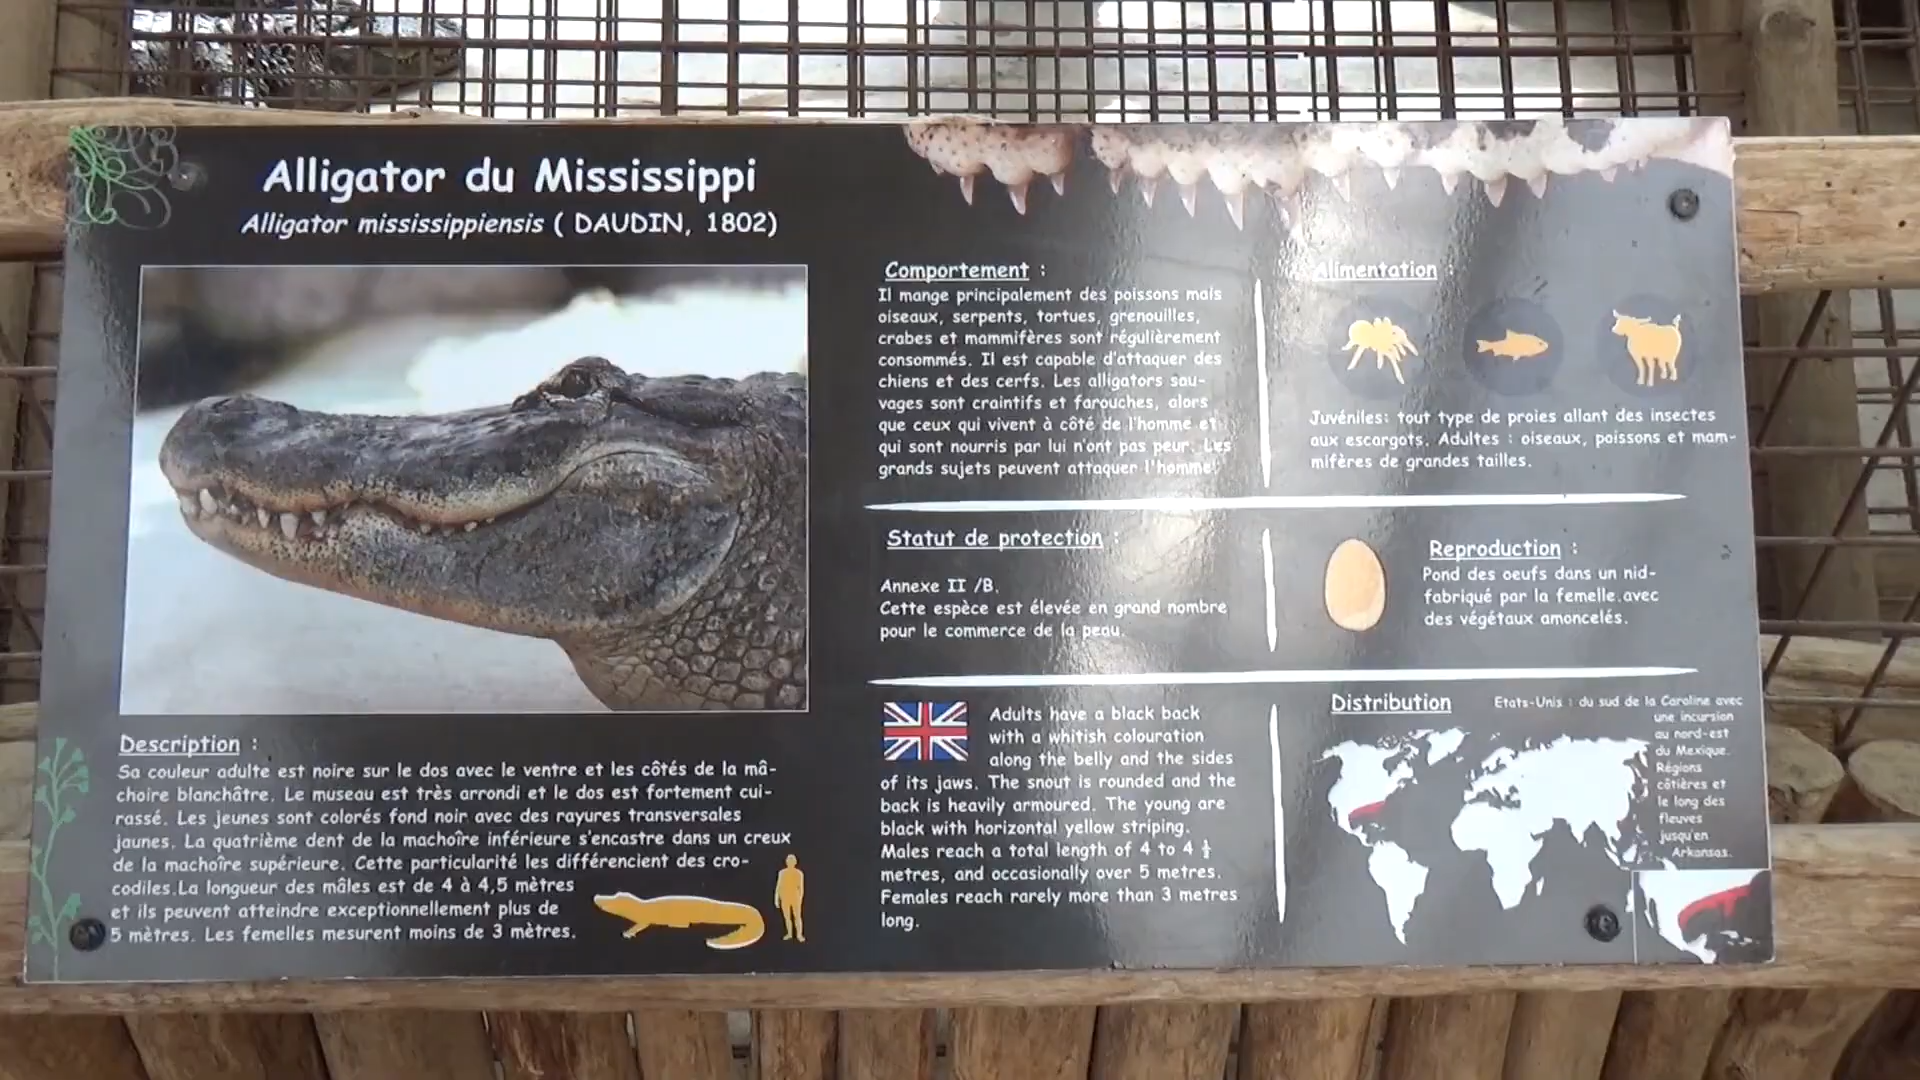 Alligator du Mississippi
Alligator mississippiensis ( DAUDIN, 1802)
Description :
Sa couleur adulte est noire sur le dos avec le ventre et les côtés de la mâ-
choire blanchâtre. Le museau est très arrondi et le dos est fortement cui-
rassé. Les jeunes sont colorés fond noir avec des rayures transversales
jaunes. La quatrième dent de la machoîre inférieure s'encastre dans un creux
de la machoîre supérieure. Cette particularité les différencient des cro-
codiles.La longueur des mâles est de 4 à 4,5 mètres
et ils peuvent atteindre exceptionnellement plus de
5 mètres. Les femelles mesurent moins de 3 mètres.
Comportement :
Il mange principalement des poissons mais
oiseaux, serpents, tortues, grenouilles,
crabes et mammifères sont régulièrement
consommés. Il est capable d'attaquer des
chiens et des cerfs. Les alligators sau-
vages sont craintifs et farouches, alors
que ceux qui vivent à côté de l'homme et
qui sont nourris par lui n'ont pas peur. Les
grands sujets peuvent attaquer l'homme.
Alimentation :
Juvéniles: tout type de proies allant des insectes
aux escargots. Adultes : oiseaux, poissons et mam-
mifères de grandes tailles.
Statut de protection :
Annexe II /B.
Cette espèce est élevée en grand nombre
pour le commerce de la peau.
Reproduction :
Pond des oeufs dans un nid
fabriqué par la femelle avec
des végétaux amoncelés.
Adults have a black back
with a whitish colouration
along the belly and the sides
of its jaws. The snout is rounded and the
back is heavily armoured. The young are
black with horizontal yellow striping.
Males reach a total length of 4 to 4 ½
metres, and occasionally over 5 metres.
Females reach rarely more than 3 metres
long.
Distribution
Etats-Unis : du sud de la Caroline avec
une incursion
au nord-est
du Mexique.
Régions
côtières et
le long des
fleuves
jusqu'en
Arkansas.